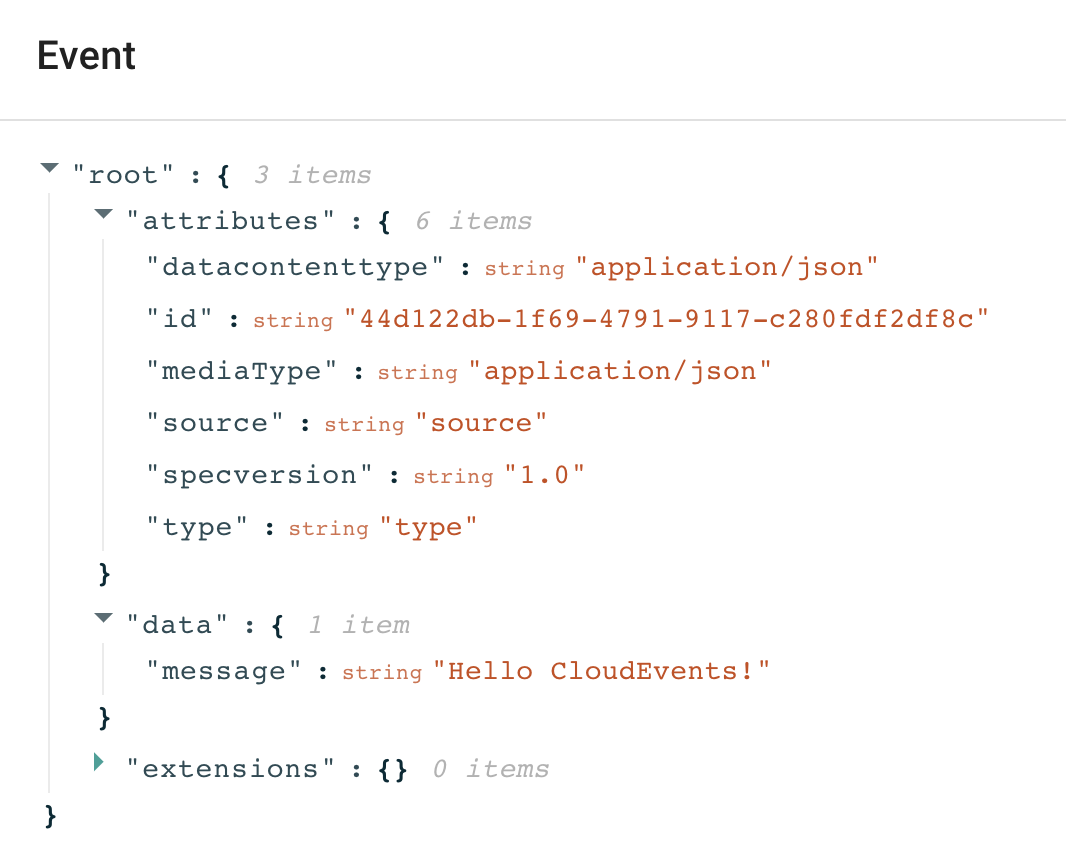 Event
"root" : { 3 items
"attributes" : { 6 items
"datacontenttype" : string "application/json"
"id" : string "44d122db-1f69-4791-9117-c280fdf2df8c"
"mediaType" : string "application/json"
"source" : string "source"
"specversion" : string "1.0"
"type" : string "type"
}
"data" : { 1 item
"message" : string "Hello CloudEvents!"
}
"extensions" : {} 0 items
}